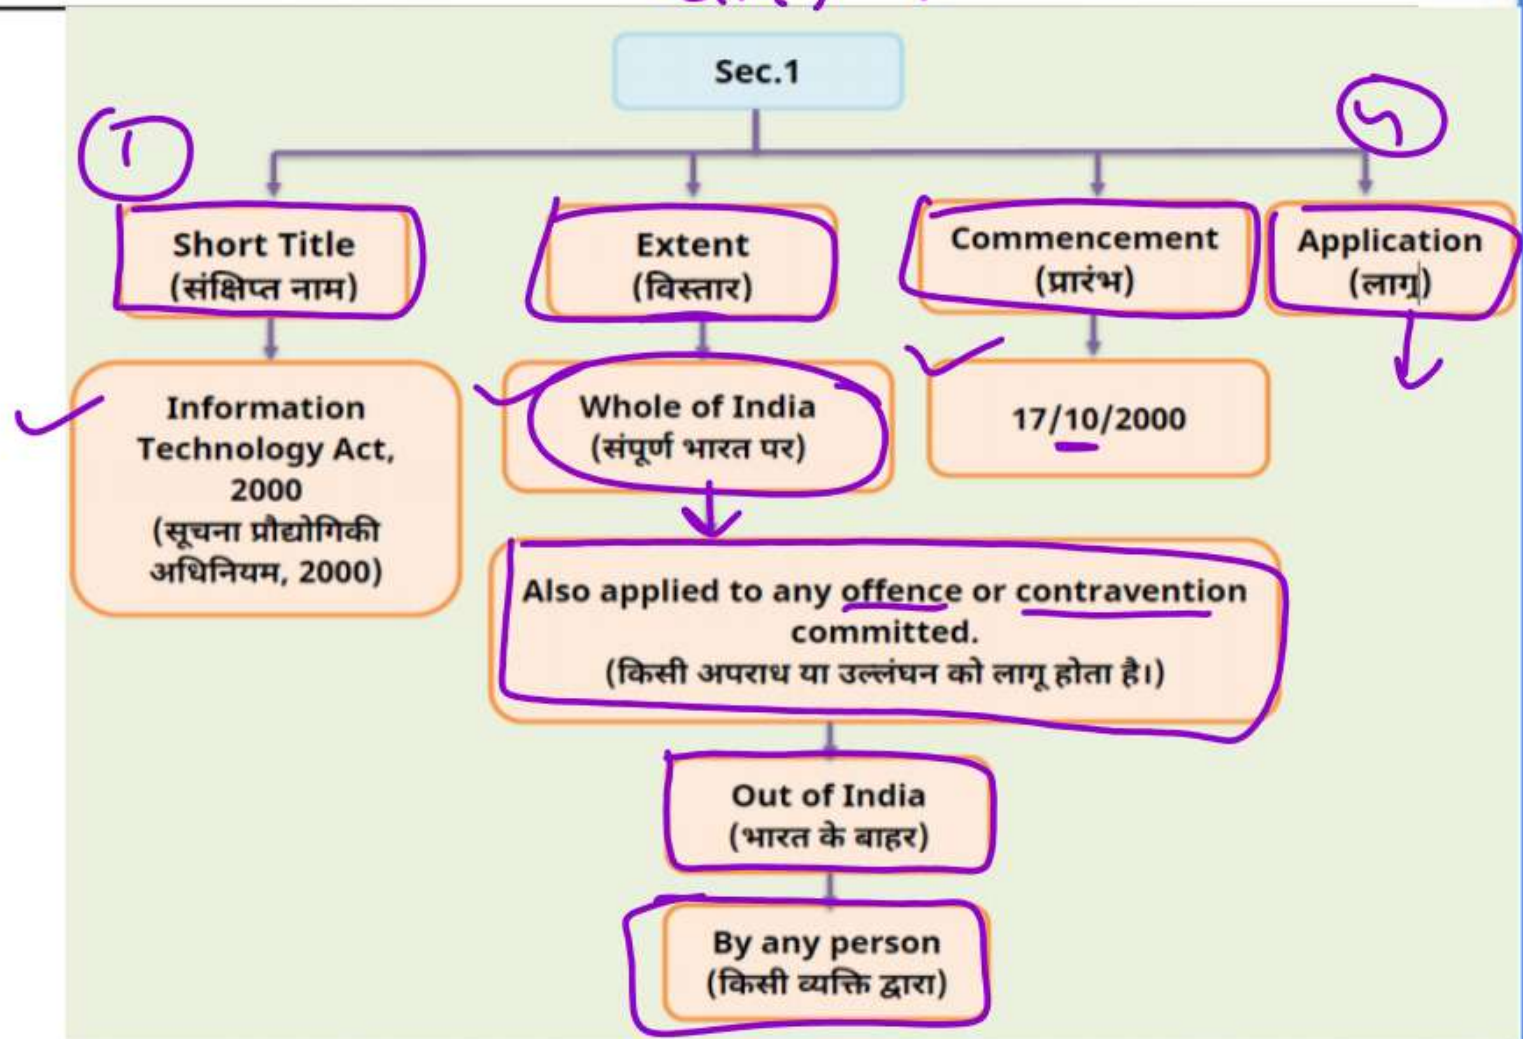 Sec.1
1
4
Short Title
(संक्षिप्त नाम)
Extent
(विस्तार)
Commencement
(प्रारंभ)
Application
(लागू)
Information
Technology Act,
2000
(सूचना प्रौद्योगिकी
अधिनियम, 2000)
Whole of India
(संपूर्ण भारत पर)
17/10/2000
Also applied to any offence or contravention
committed.
(किसी अपराध या उल्लंघन को लागू होता है।)
Out of India
(भारत के बाहर)
By any person
(किसी व्यक्ति द्वारा)